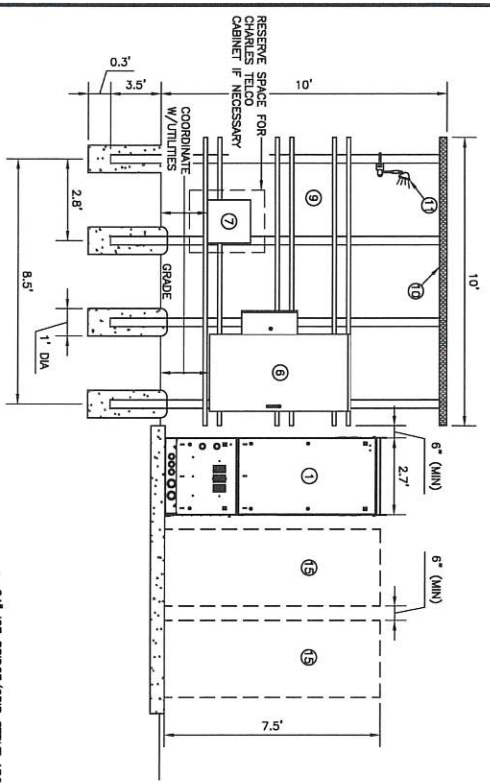 0.3'
3.5'
10'
RESERVE SPACE FOR
CHARLES TELCO
CABINET IF NECESSARY
COORDINATE
W/UTILITIES
2.8'
8.5'
GRADE
1' DIA
11
9
7
10
10'
6
6" (MIN)
2.7'
1
6" (MIN)
15
15
7.5'